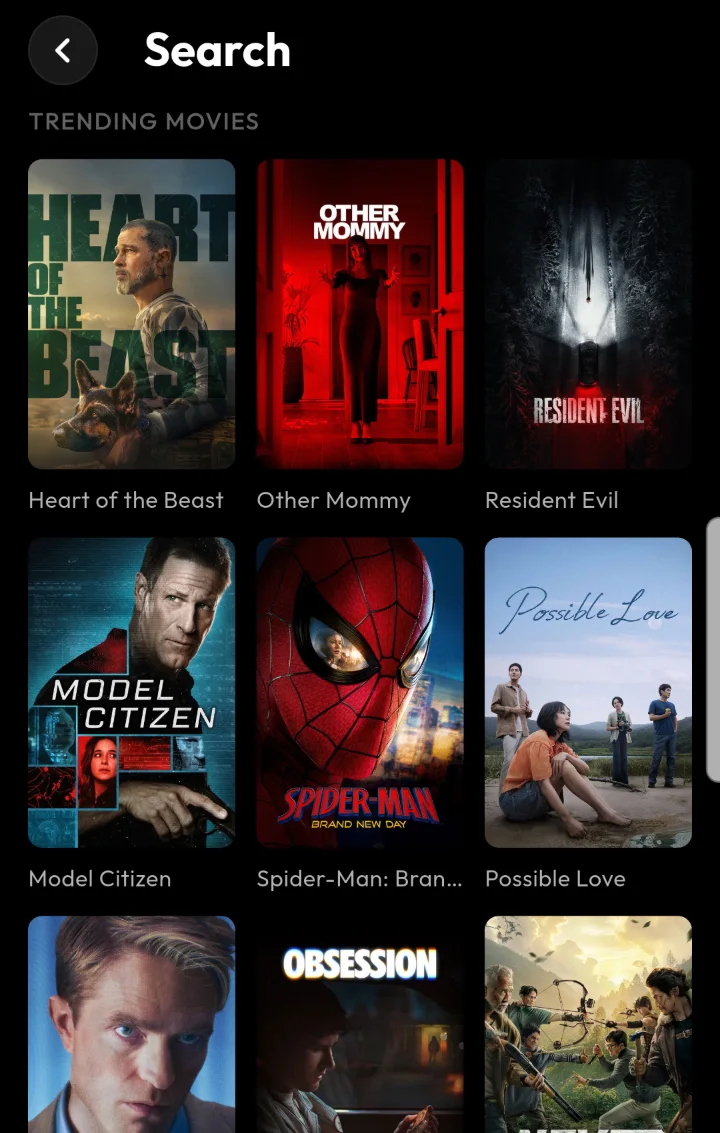 Search
TRENDING MOVIES
HEART
OF
THE
BEAST
OTHER
MOMMY
RESIDENT EVIL
Heart of the Beast
Other Mommy
Resident Evil
MODEL
CITIZEN
SPIDER-MAN
BRAND NEW DAY
Possible Love
Model Citizen
Spider-Man: Bran...
Possible Love
OBSESSION